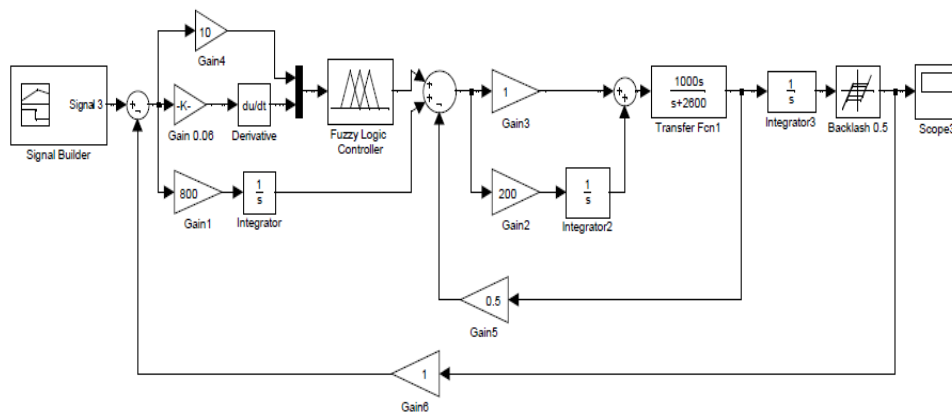 10
Gain4
Signal 3
Signal Builder
-K-
Gain 0.06
du/dt
Derivative
Fuzzy Logic
Controller
1
Gain3
1000s
s+2600
Transfer Fcn1
1
s
Integrator3
Backlash 0.5
Scope3
800
Gain1
1
s
Integrator
200
Gain2
1
s
Integrator2
0.5
Gain5
1
Gain6